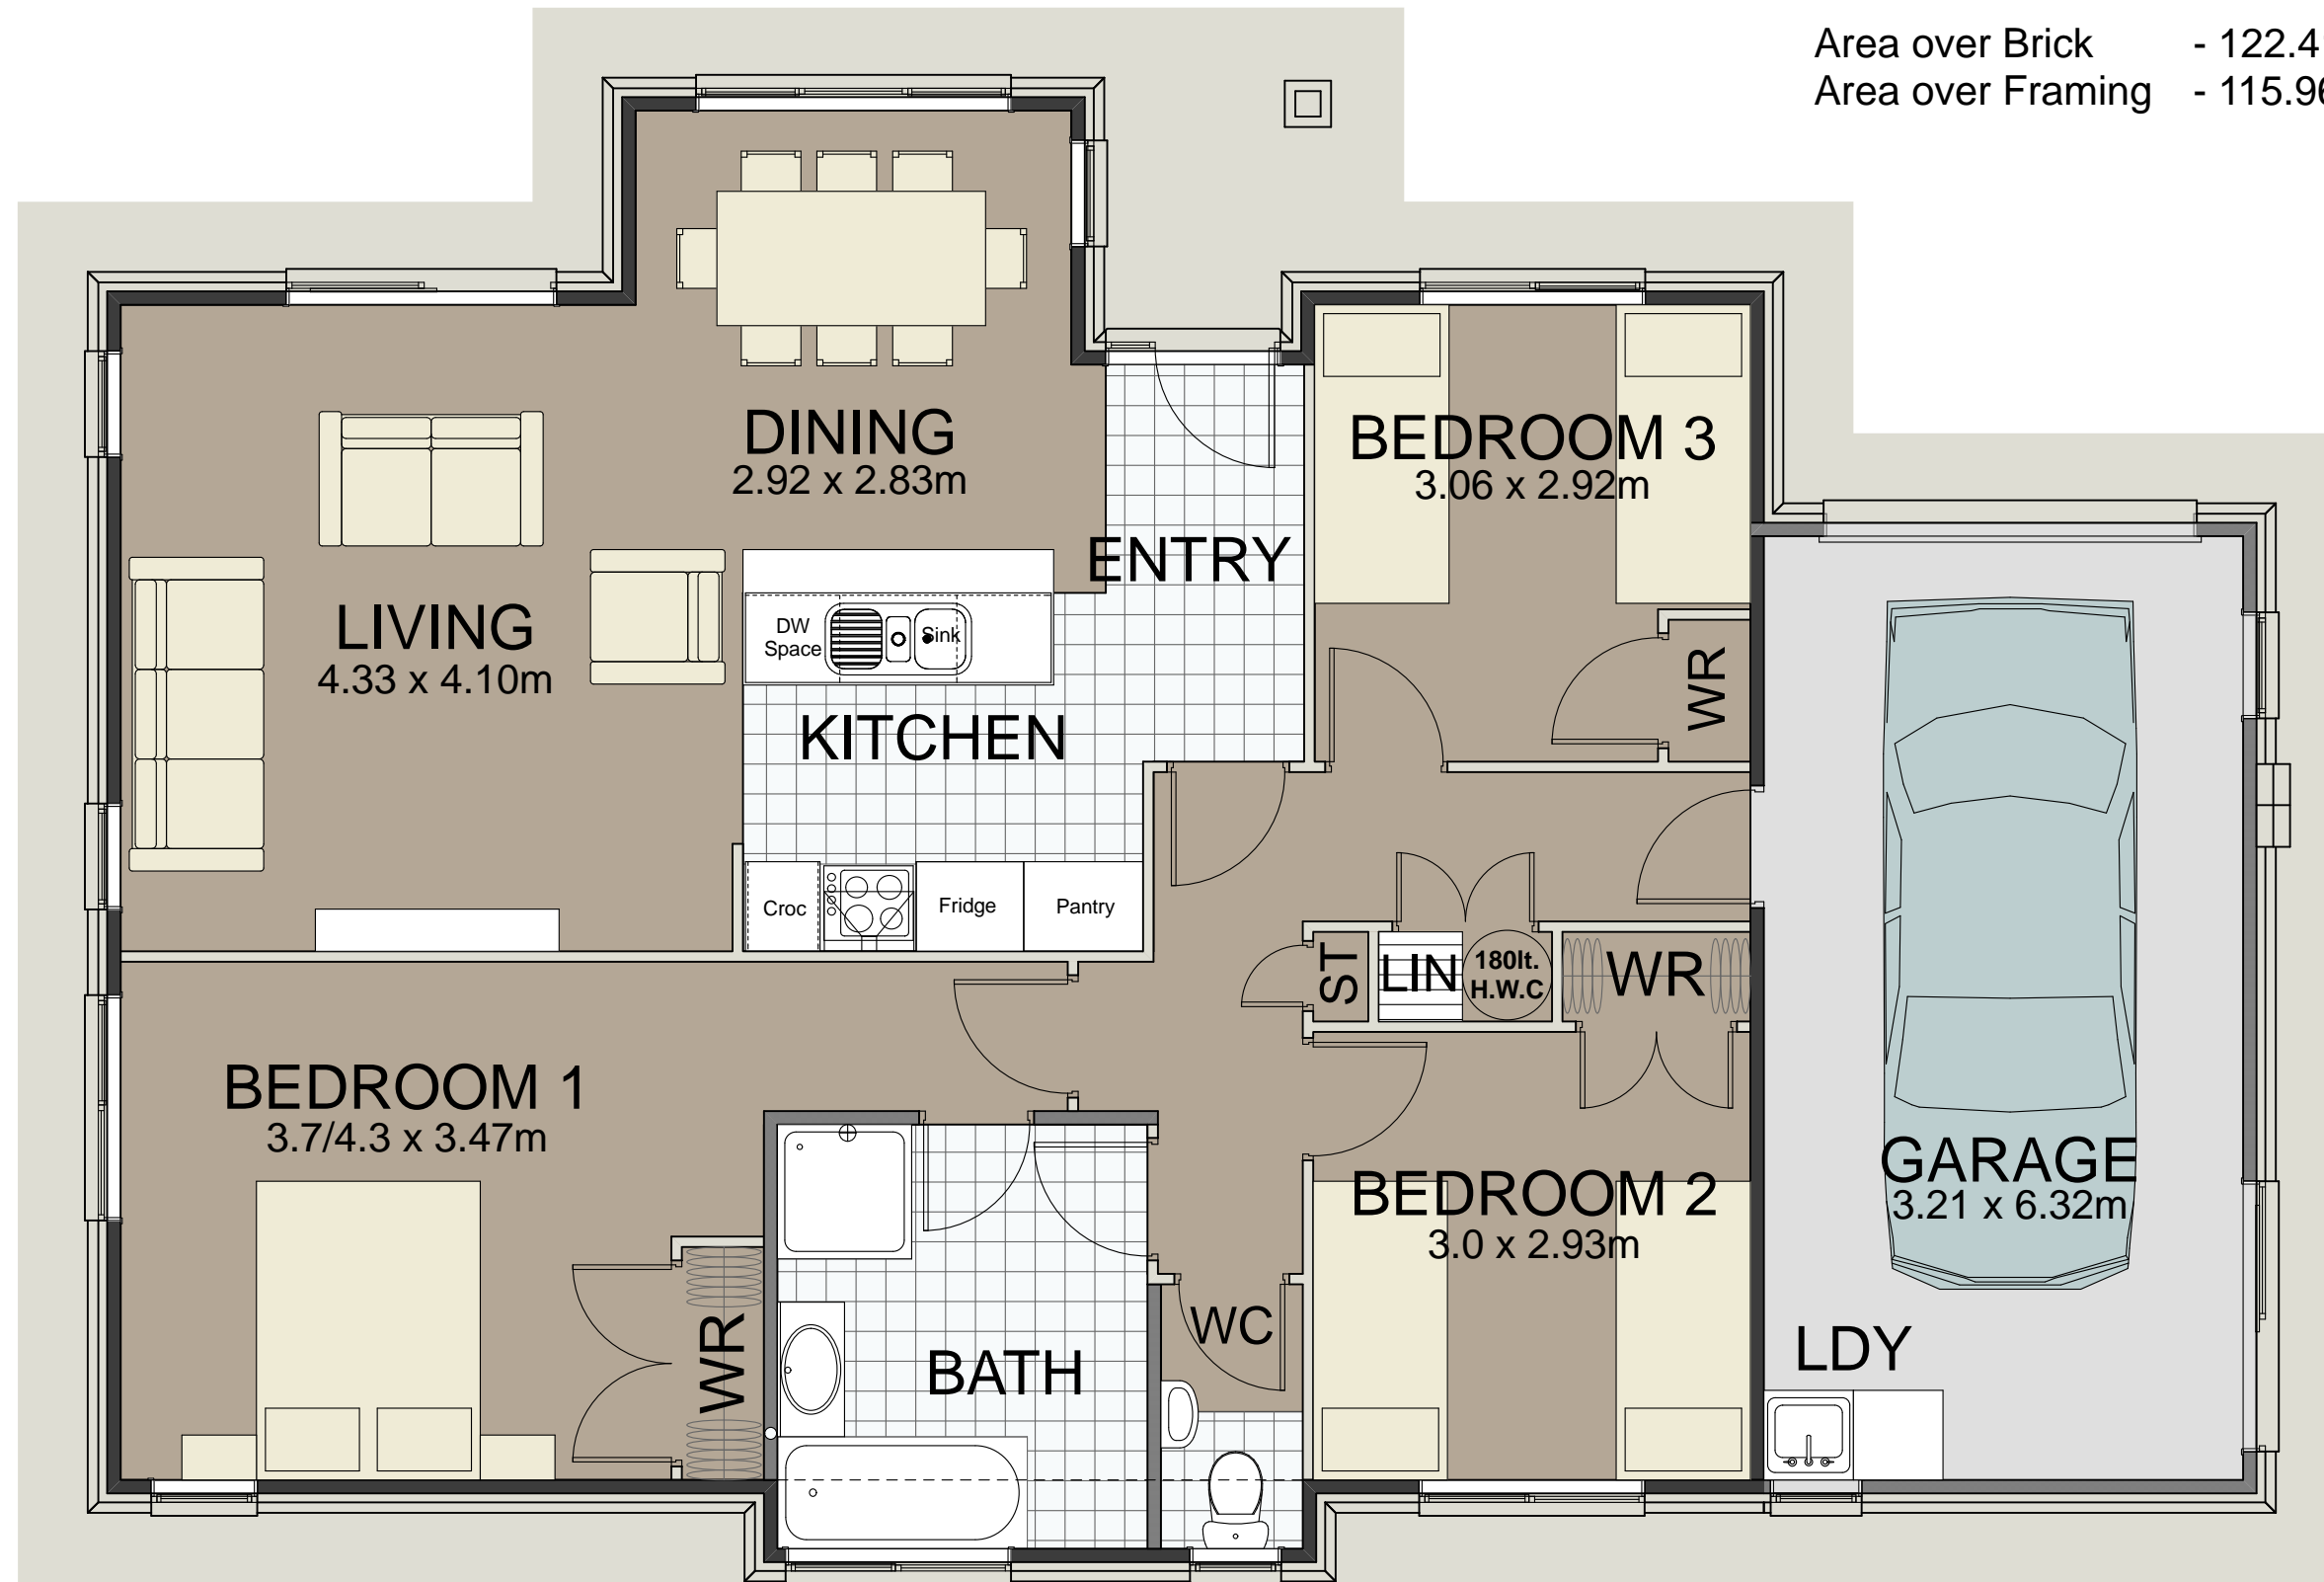 Area over Brick - 122.4
Area over Framing - 115.96
DINING
2.92 x 2.83m
BEDROOM 3
3.06 x 2.92m
ENTRY
LIVING
4.33 x 4.10m
DW
Space
Sink
WR
KITCHEN
Croc
Fridge
Pantry
ST
LIN
180lt.
H.W.C
WR
BEDROOM 1
3.7/4.3 x 3.47m
GARAGE
3.21 x 6.32m
BEDROOM 2
3.0 x 2.93m
WR
WC
BATH
LDY